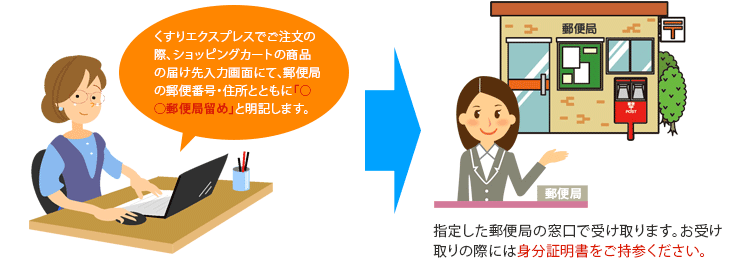 くすりエクスプレスでご注文の
際、ショッピングカートの商品
の届け先入力画面にて、郵便局
の郵便番号・住所とともに「○
○郵便局留め」と明記します。
郵便局
〒
POST
郵便局
指定した郵便局の窓口で受け取ります。お受け
取りの際には身分証明書をご持参ください。